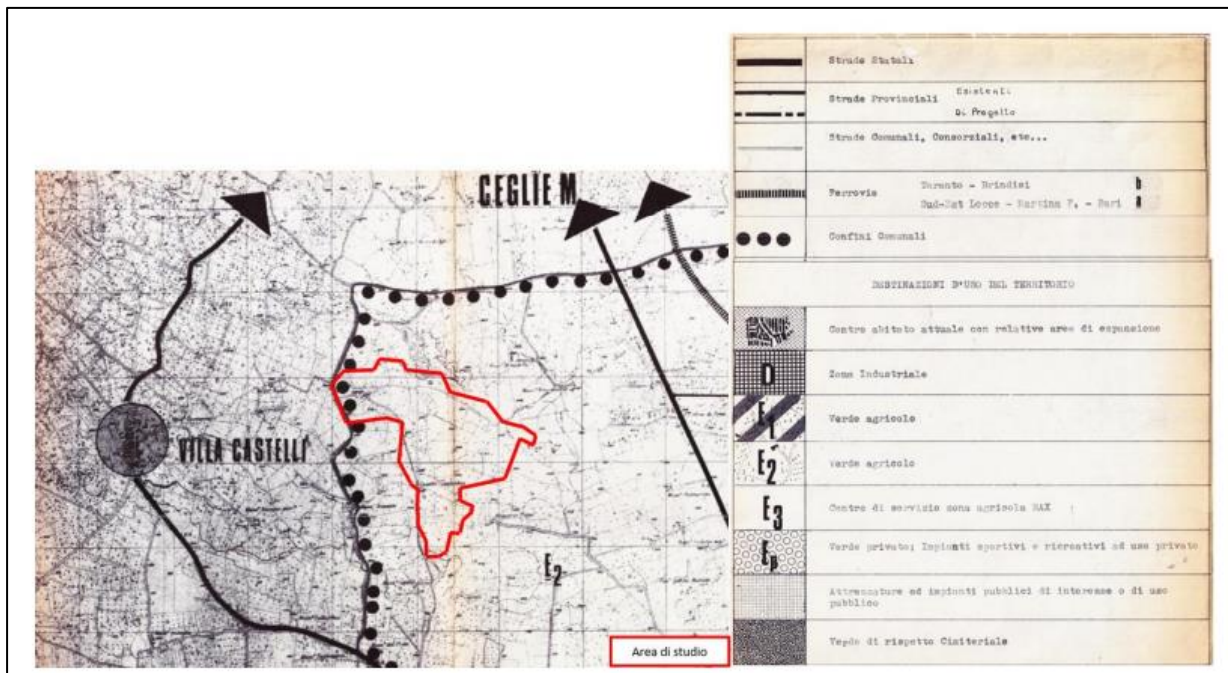 CEGLIE M
VILLA CASTELLI
E2
Area di studio
Strade Statali
Strade Provinciali Esistenti
Di Progetto
Strade Comunali, Consorziali, etc...
Ferrovie Taranto - Brindisi b
Sud-Est Lecce - Martina F. - Bari a
Confini Comunali
DESTINAZIONI D'USO DEL TERRITORIO
Centro abitato attuale con relative aree di espansione
D Zona Industriale
E1 Verde agricolo
E2 Verde agricolo
E3 Centro di servizio zona agricola MAX
Ep Verde privato; Impianti sportivi e ricreativi ad uso privato
Attrezzature ed impianti pubblici di interesse o di uso
pubblico
Verde di rispetto Cimiteriale